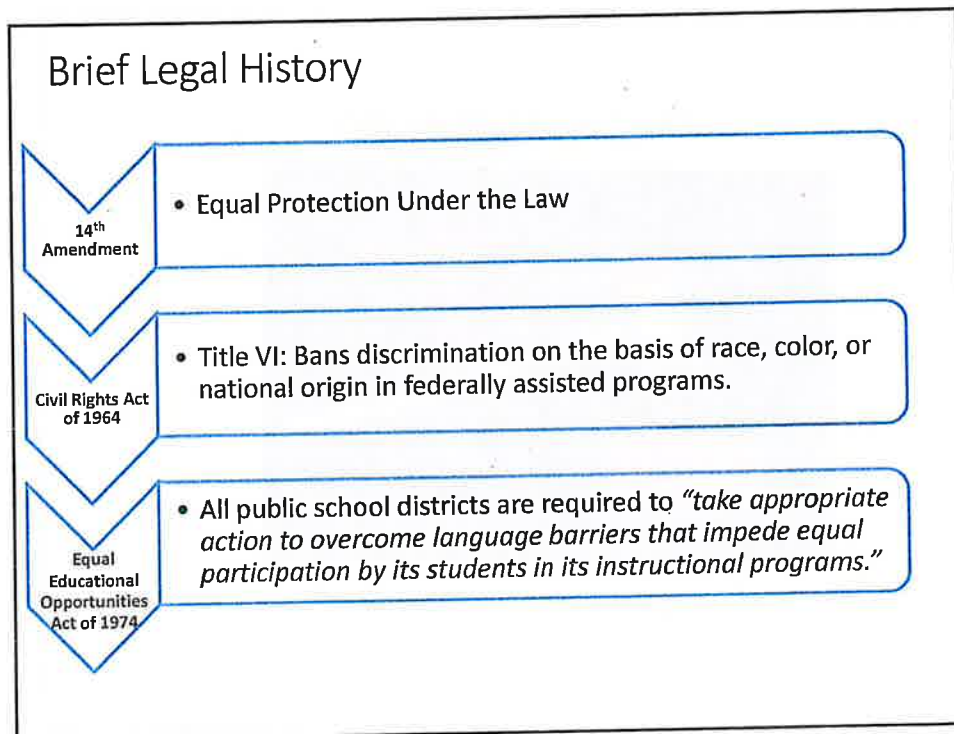 Brief Legal History
14th
Amendment
• Equal Protection Under the Law
Civil Rights Act
of 1964
• Title VI: Bans discrimination on the basis of race, color, or
national origin in federally assisted programs.
Equal
Educational
Opportunities
Act of 1974
• All public school districts are required to “take appropriate
action to overcome language barriers that impede equal
participation by its students in its instructional programs.”